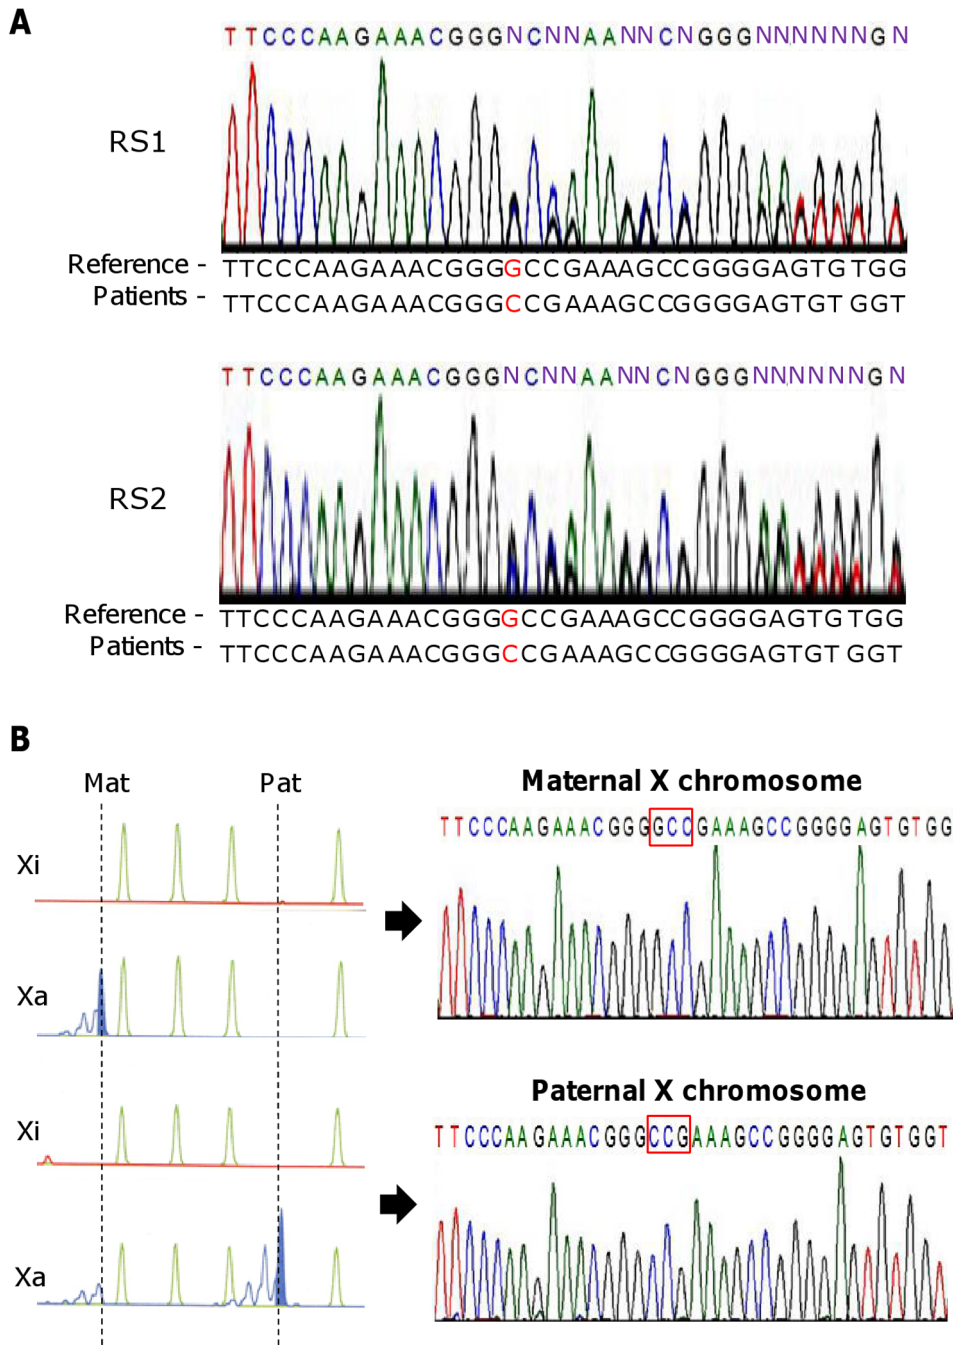 A
TTCCCAAGAAACGGGNCNNAANNCNGGGNNNNNNGN
RS1
Reference - TTCCCAAGAAACGGGGCCGAAAGCCGGGGAGTGTGG
Patients - TTCCCAAGAAACGGGCCGAAAGCCGGGGAGTGTGGT
TTCCCAAGAAACGGGNCNNAANNCNGGGNNNNNNGN
RS2
Reference - TTCCCAAGAAACGGGGCCGAAAGCCGGGGAGTGTGG
Patients - TTCCCAAGAAACGGGCCGAAAGCCGGGGAGTGTGGT
B
Mat Pat
Xi
Xa
Xi
Xa
Maternal X chromosome
TTCCCAAGAAACGGGGCCGAAAGCCGGGGAGTGTGG
Paternal X chromosome
TTCCCAAGAAACGGGCCGAAAGCCGGGGAGTGTGGT